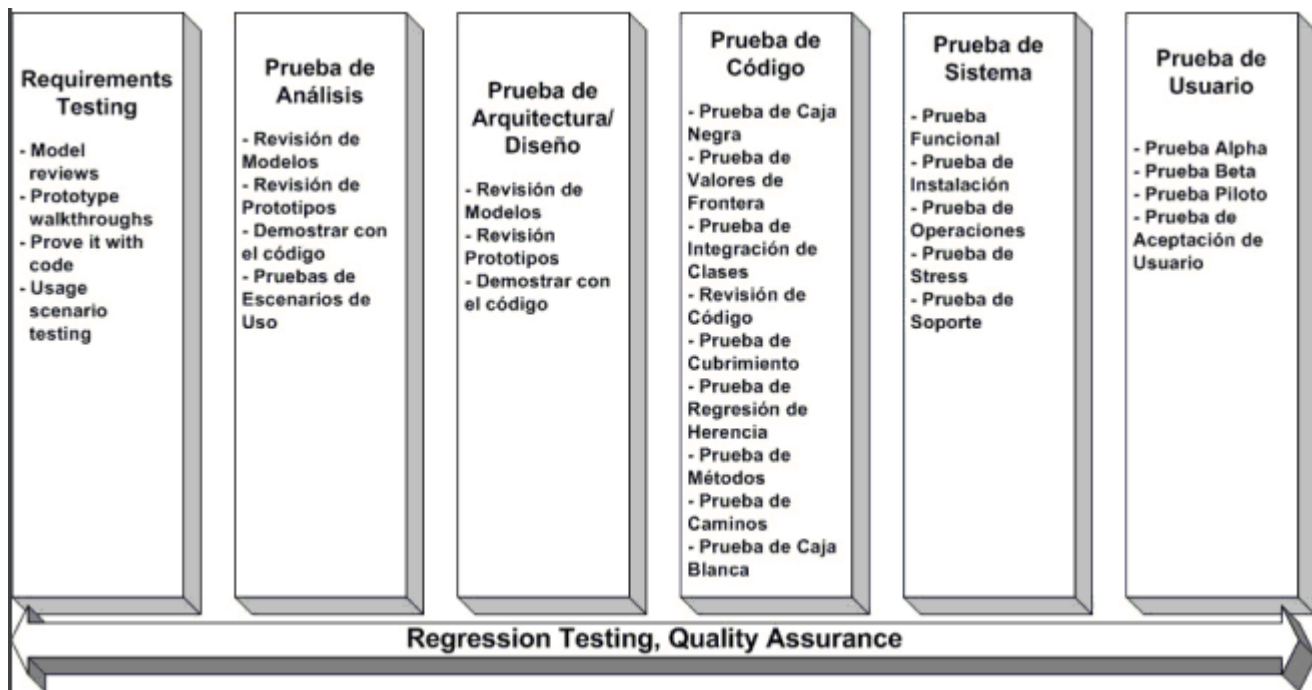 Requirements
Testing
- Model
reviews
- Prototype
walkthroughs
- Prove it with
code
- Usage
scenario
testing
Prueba de
Análisis
- Revisión de
Modelos
- Revisión de
Prototipos
- Demostrar con
el código
- Pruebas de
Escenarios de
Uso
Prueba de
Arquitectura/
Diseño
- Revisión de
Modelos
- Revisión
Prototipos
- Demostrar con
el código
Prueba de
Código
- Prueba de Caja
Negra
- Prueba de
Valores de
Frontera
- Prueba de
Integración de
Clases
- Revisión de
Código
- Prueba de
Cubrimiento
- Prueba de
Regresión de
Herencia
- Prueba de
Métodos
- Prueba de
Caminos
- Prueba de Caja
Blanca
Prueba de
Sistema
- Prueba
Funcional
- Prueba de
Instalación
- Prueba de
Operaciones
- Prueba de
Stress
- Prueba de
Soporte
Prueba de
Usuario
- Prueba Alpha
- Prueba Beta
- Prueba Piloto
- Prueba de
Aceptación de
Usuario
Regression Testing, Quality Assurance